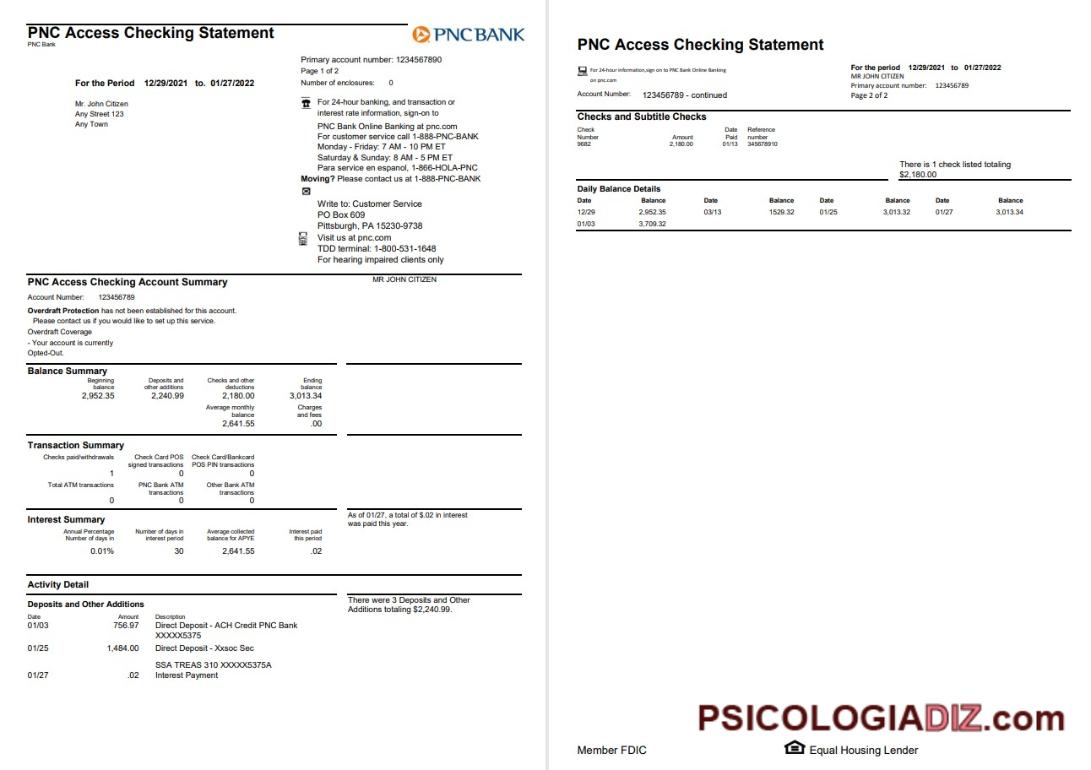 PNC Access Checking Statement
PNC Bank
PNCBANK
Primary account number: 1234567890
Page 1 of 2
Number of enclosures: 0
For the Period 12/29/2021 to. 01/27/2022
Mr. John Citizen
Any Street 123
Any Town
For 24-hour banking, and transaction or
interest rate information, sign-on to
PNC Bank Online Banking at pnc.com
For customer service call 1-888-PNC-BANK
Monday - Friday: 7 AM - 10 PM ET
Saturday & Sunday: 8 AM - 5 PM ET
Para service en espanol, 1-866-HOLA-PNC
Moving? Please contact us at 1-888-PNC-BANK
Write to: Customer Service
PO Box 609
Pittsburgh, PA 15230-9738
Visit us at pnc.com
TDD terminal: 1-800-531-1648
For hearing impaired clients only
PNC Access Checking Account Summary
MR JOHN CITIZEN
Account Number: 123456789
Overdraft Protection has not been established for this account.
Please contact us if you would like to set up this service.
Overdraft Coverage
- Your account is currently
Opted-Out.
Balance Summary
Beginning balance Deposits and other additions Checks and other deductions Ending balance
2,952.35 2,240.99 2,180.00 3,013.34
Average monthly balance Charges and fees
2,641.55 .00
Transaction Summary
Checks paid/withdrawals Check Card POS signed transactions Check Card/Bankcard POS PIN transactions
1 0 0
Total ATM transactions PNC Bank ATM transactions Other Bank ATM transactions
0 0 0
Interest Summary
As of 01/27, a total of $.02 in interest
was paid this year.
Annual Percentage Number of days in Number of days in interest period Average collected balance for APYE Interest paid this period
0.01% 30 2,641.55 .02
Activity Detail
Deposits and Other Additions
There were 3 Deposits and Other
Additions totaling $2,240.99.
Date Amount Description
01/03 756.97 Direct Deposit - ACH Credit PNC Bank
XXXXX5375
01/25 1,484.00 Direct Deposit - Xxsoc Sec
SSA TREAS 310 XXXXX5375A
01/27 .02 Interest Payment
PNC Access Checking Statement
For 24-hour information,sign on to PNC Bank Online Banking
on pnc.com
For the period 12/29/2021 to 01/27/2022
MR JOHN CITIZEN
Primary account number: 123456789
Page 2 of 2
Account Number: 123456789 - continued
Checks and Subtitle Checks
Check Number Amount Date Paid Reference number
9682 2,180.00 01/13 345678910
There is 1 check listed totaling
$2,180.00
Daily Balance Details
Date Balance Date Balance Date Balance Date Balance
12/29 2,952.35 03/13 1529.32 01/25 3,013.32 01/27 3,013.34
01/03 3,709.32
PSICOLOGIADIZ.com
Member FDIC
Equal Housing Lender